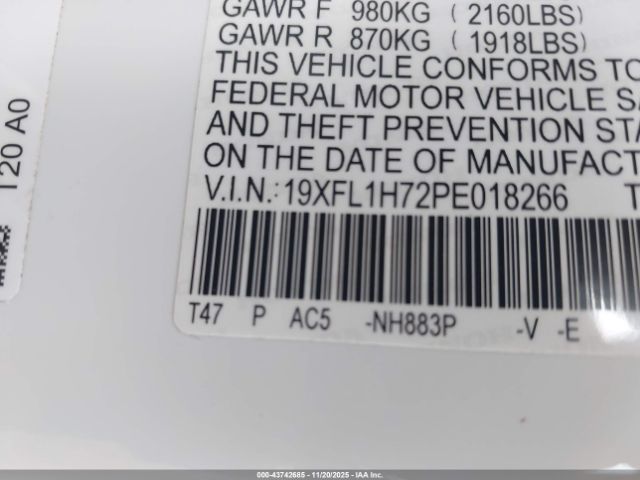 GAWR F 980KG ( 2160LBS)
GAWR R 870KG ( 1918LBS)
THIS VEHICLE CONFORMS TO
FEDERAL MOTOR VEHICLE SA
AND THEFT PREVENTION STA
ON THE DATE OF MANUFACT
V.I.N.: 19XFL1H72PE018266 T
T47 P AC5 -NH883P -V -E
120 A0
000-43742685 - 11/20/2025 - IAA Inc.